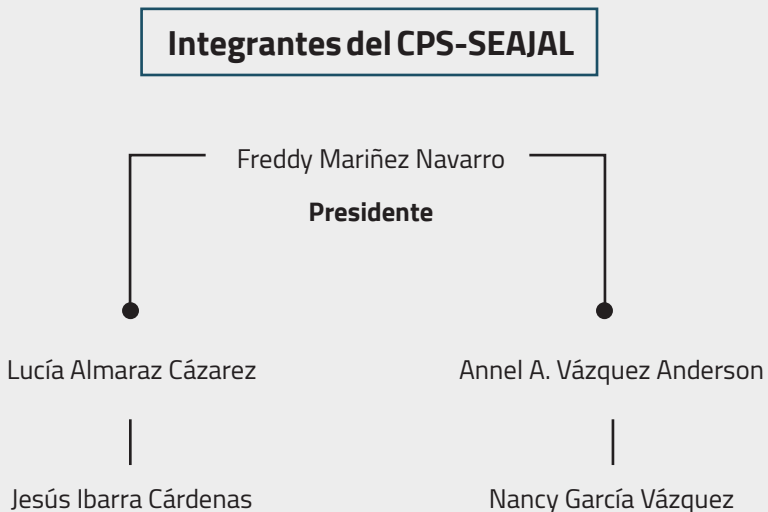 Integrantes del CPS-SEAJAL
Freddy Mariñez Navarro
Presidente
Lucía Almaraz Cázarez
Annel A. Vázquez Anderson
Jesús Ibarra Cárdenas
Nancy García Vázquez